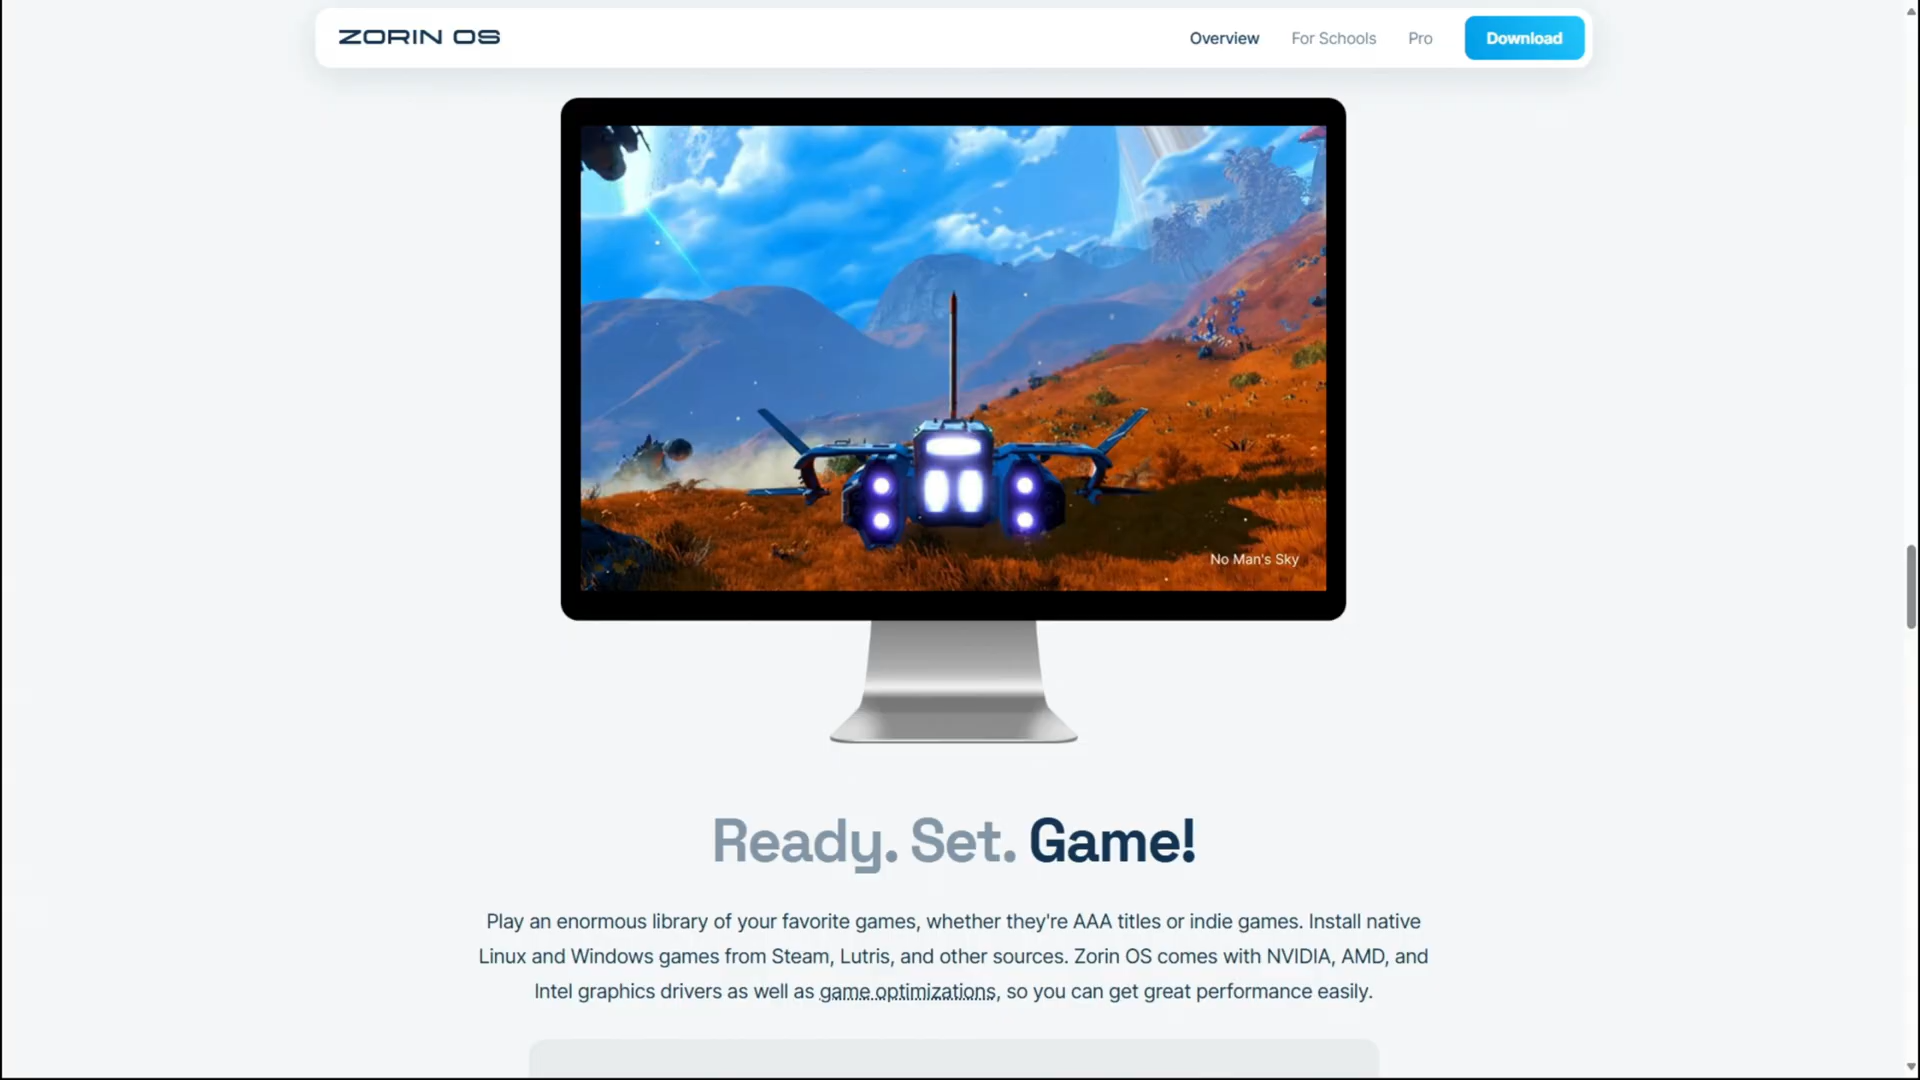 ZORIN OS
Overview
For Schools
Pro
Download
No Man's Sky
Ready. Set. Game!
Play an enormous library of your favorite games, whether they're AAA titles or indie games. Install native
Linux and Windows games from Steam, Lutris, and other sources. Zorin OS comes with NVIDIA, AMD, and
Intel graphics drivers as well as game optimizations, so you can get great performance easily.